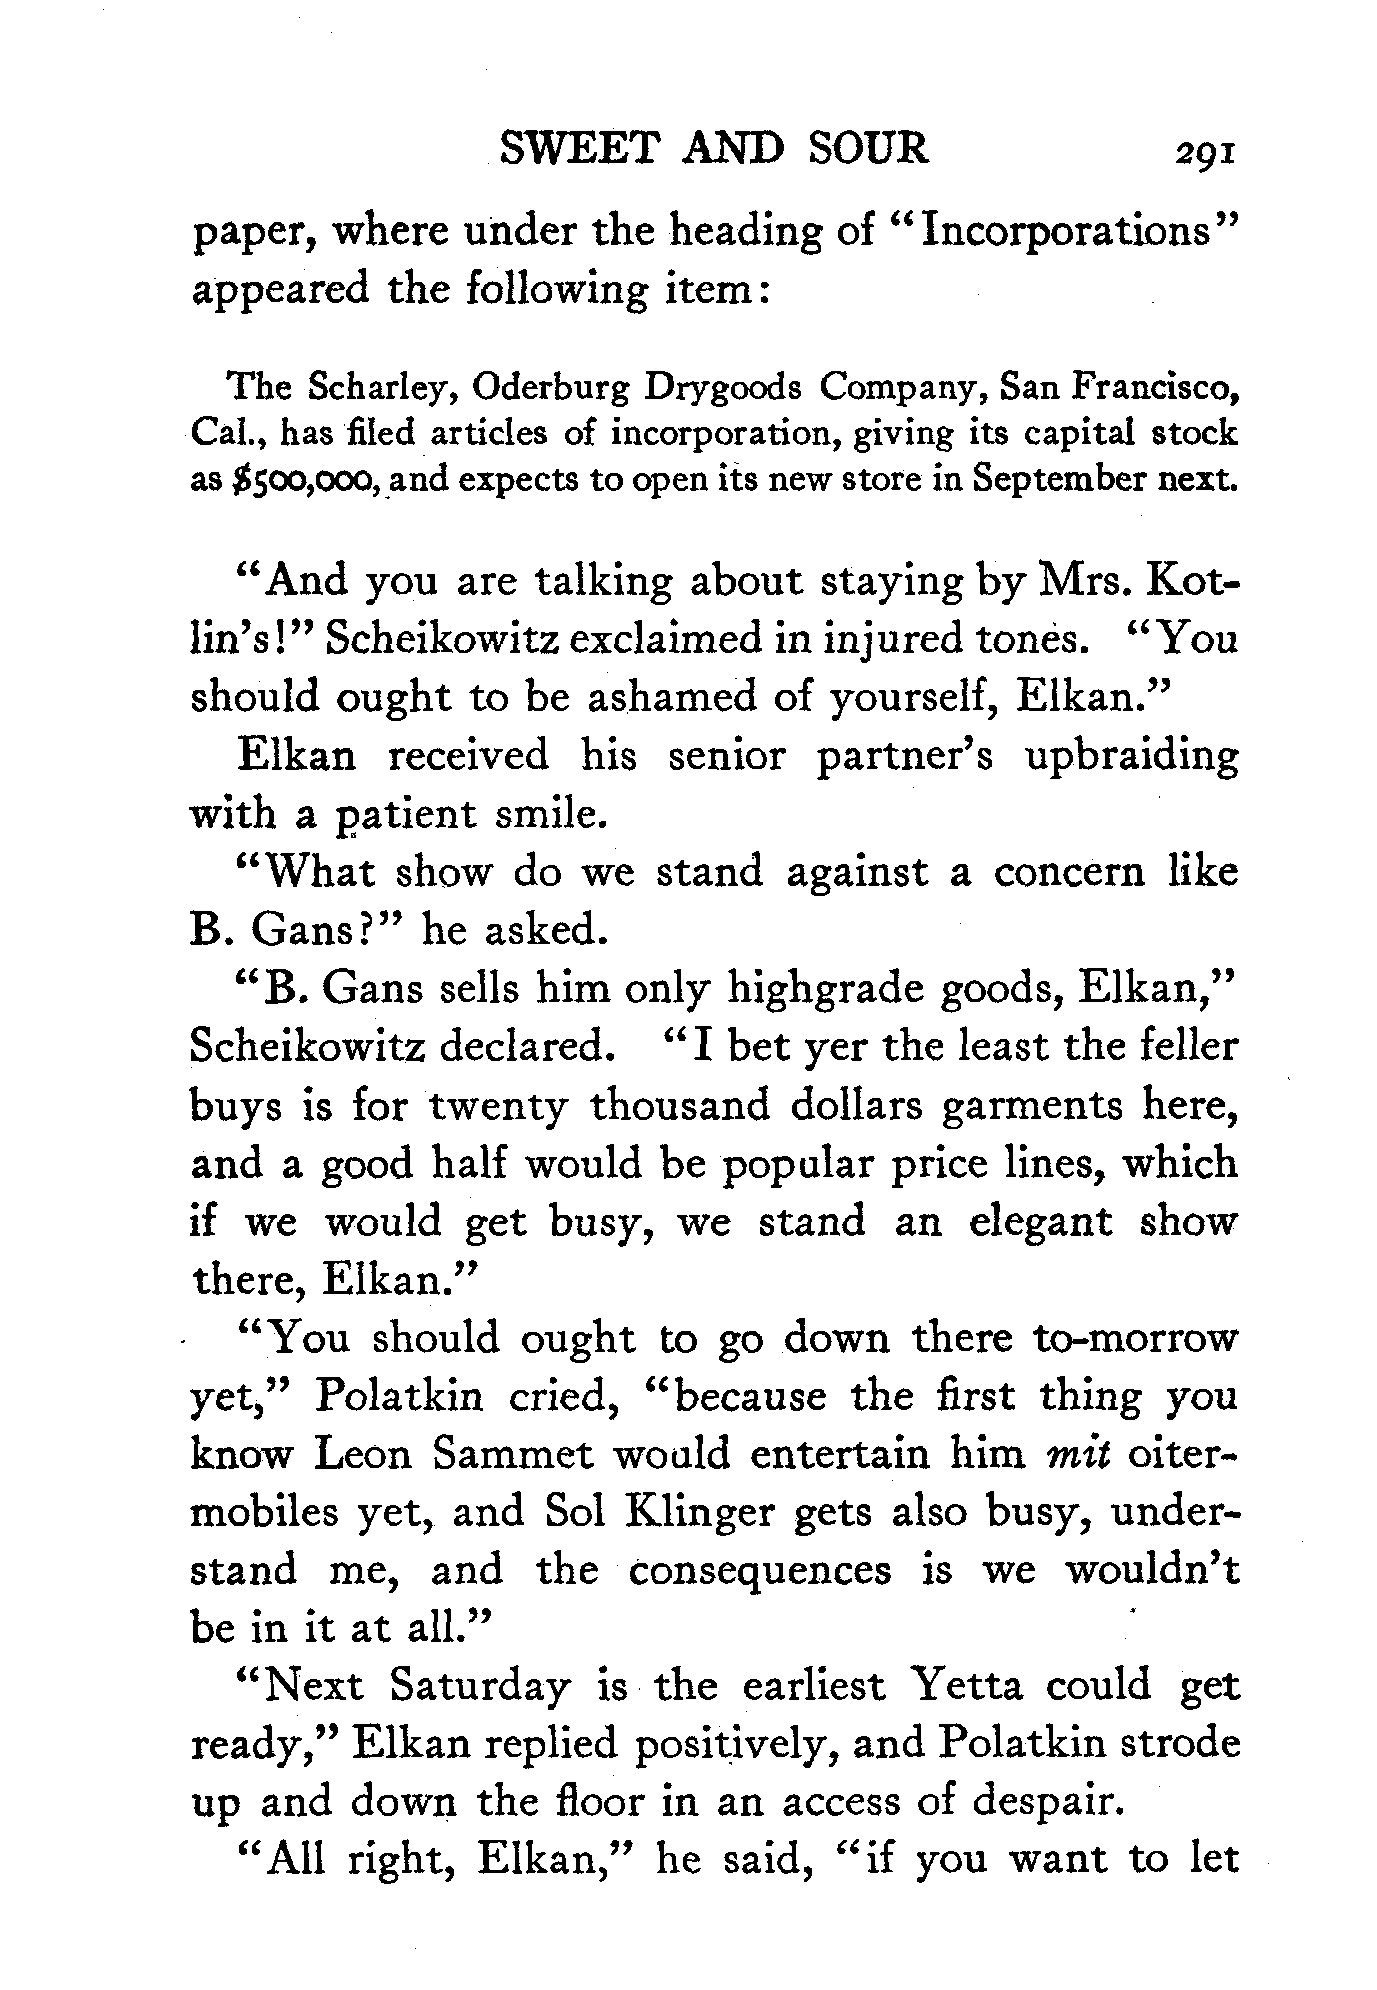 SWEET AND SOUR 291
paper, where under the heading of "Incorporations"
appeared the following item:
The Scharley, Oderburg Drygoods Company, San Francisco,
Cal., has filed articles of incorporation, giving its capital stock
as $500,000, and expects to open its new store in September next.
"And you are talking about staying by Mrs. Kot-
lin's!" Scheikowitz exclaimed in injured tones. "You
should ought to be ashamed of yourself, Elkan."
Elkan received his senior partner's upbraiding
with a patient smile.
"What show do we stand against a concern like
B. Gans?" he asked.
"B. Gans sells him only highgrade goods, Elkan,"
Scheikowitz declared. "I bet yer the least the feller
buys is for twenty thousand dollars garments here,
and a good half would be popular price lines, which
if we would get busy, we stand an elegant show
there, Elkan."
"You should ought to go down there to-morrow
yet," Polatkin cried, "because the first thing you
know Leon Sammet would entertain him mit oiter-
mobiles yet, and Sol Klinger gets also busy, under-
stand me, and the consequences is we wouldn't
be in it at all."
"Next Saturday is the earliest Yetta could get
ready," Elkan replied positively, and Polatkin strode
up and down the floor in an access of despair.
"All right, Elkan," he said, "if you want to let